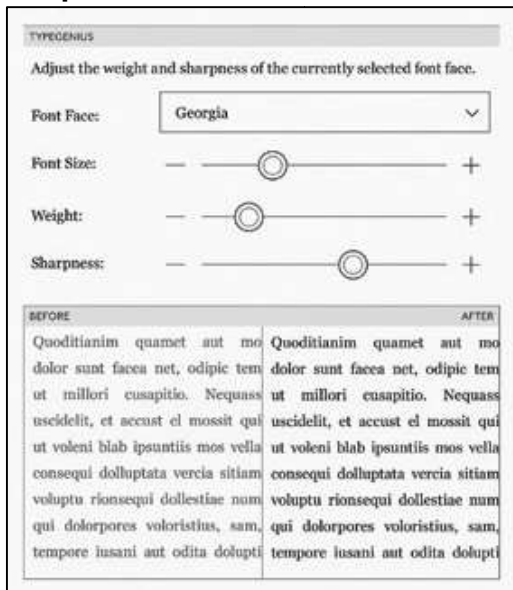 TYPEGENIUS
Adjust the weight and sharpness of the currently selected font face.
Font Face:
Georgia
Font Size:
Weight:
Sharpness:
BEFORE
Quoditianim quamet aut mo
dolor sunt facea net, odipic tem
ut millori cusapitio. Nequass
uscidelit, et accust el mossit qui
ut voleni blab ipsuntiis mos vella
consequi dolluptata vercia sitiam
voluptu rionsequi dollestiae num
qui dolorpores voloristius, sam,
tempore iusani aut odita dolupti
AFTER
Quoditianim quamet aut mo
dolor sunt facea net, odipic tem
ut millori cusapitio. Nequass
uscidelit, et accust el mossit qui
ut voleni blab ipsuntiis mos vella
consequi dolluptata vercia sitiam
voluptu rionsequi dollestiae num
qui dolorpores voloristius, sam,
tempore iusani aut odita dolupti